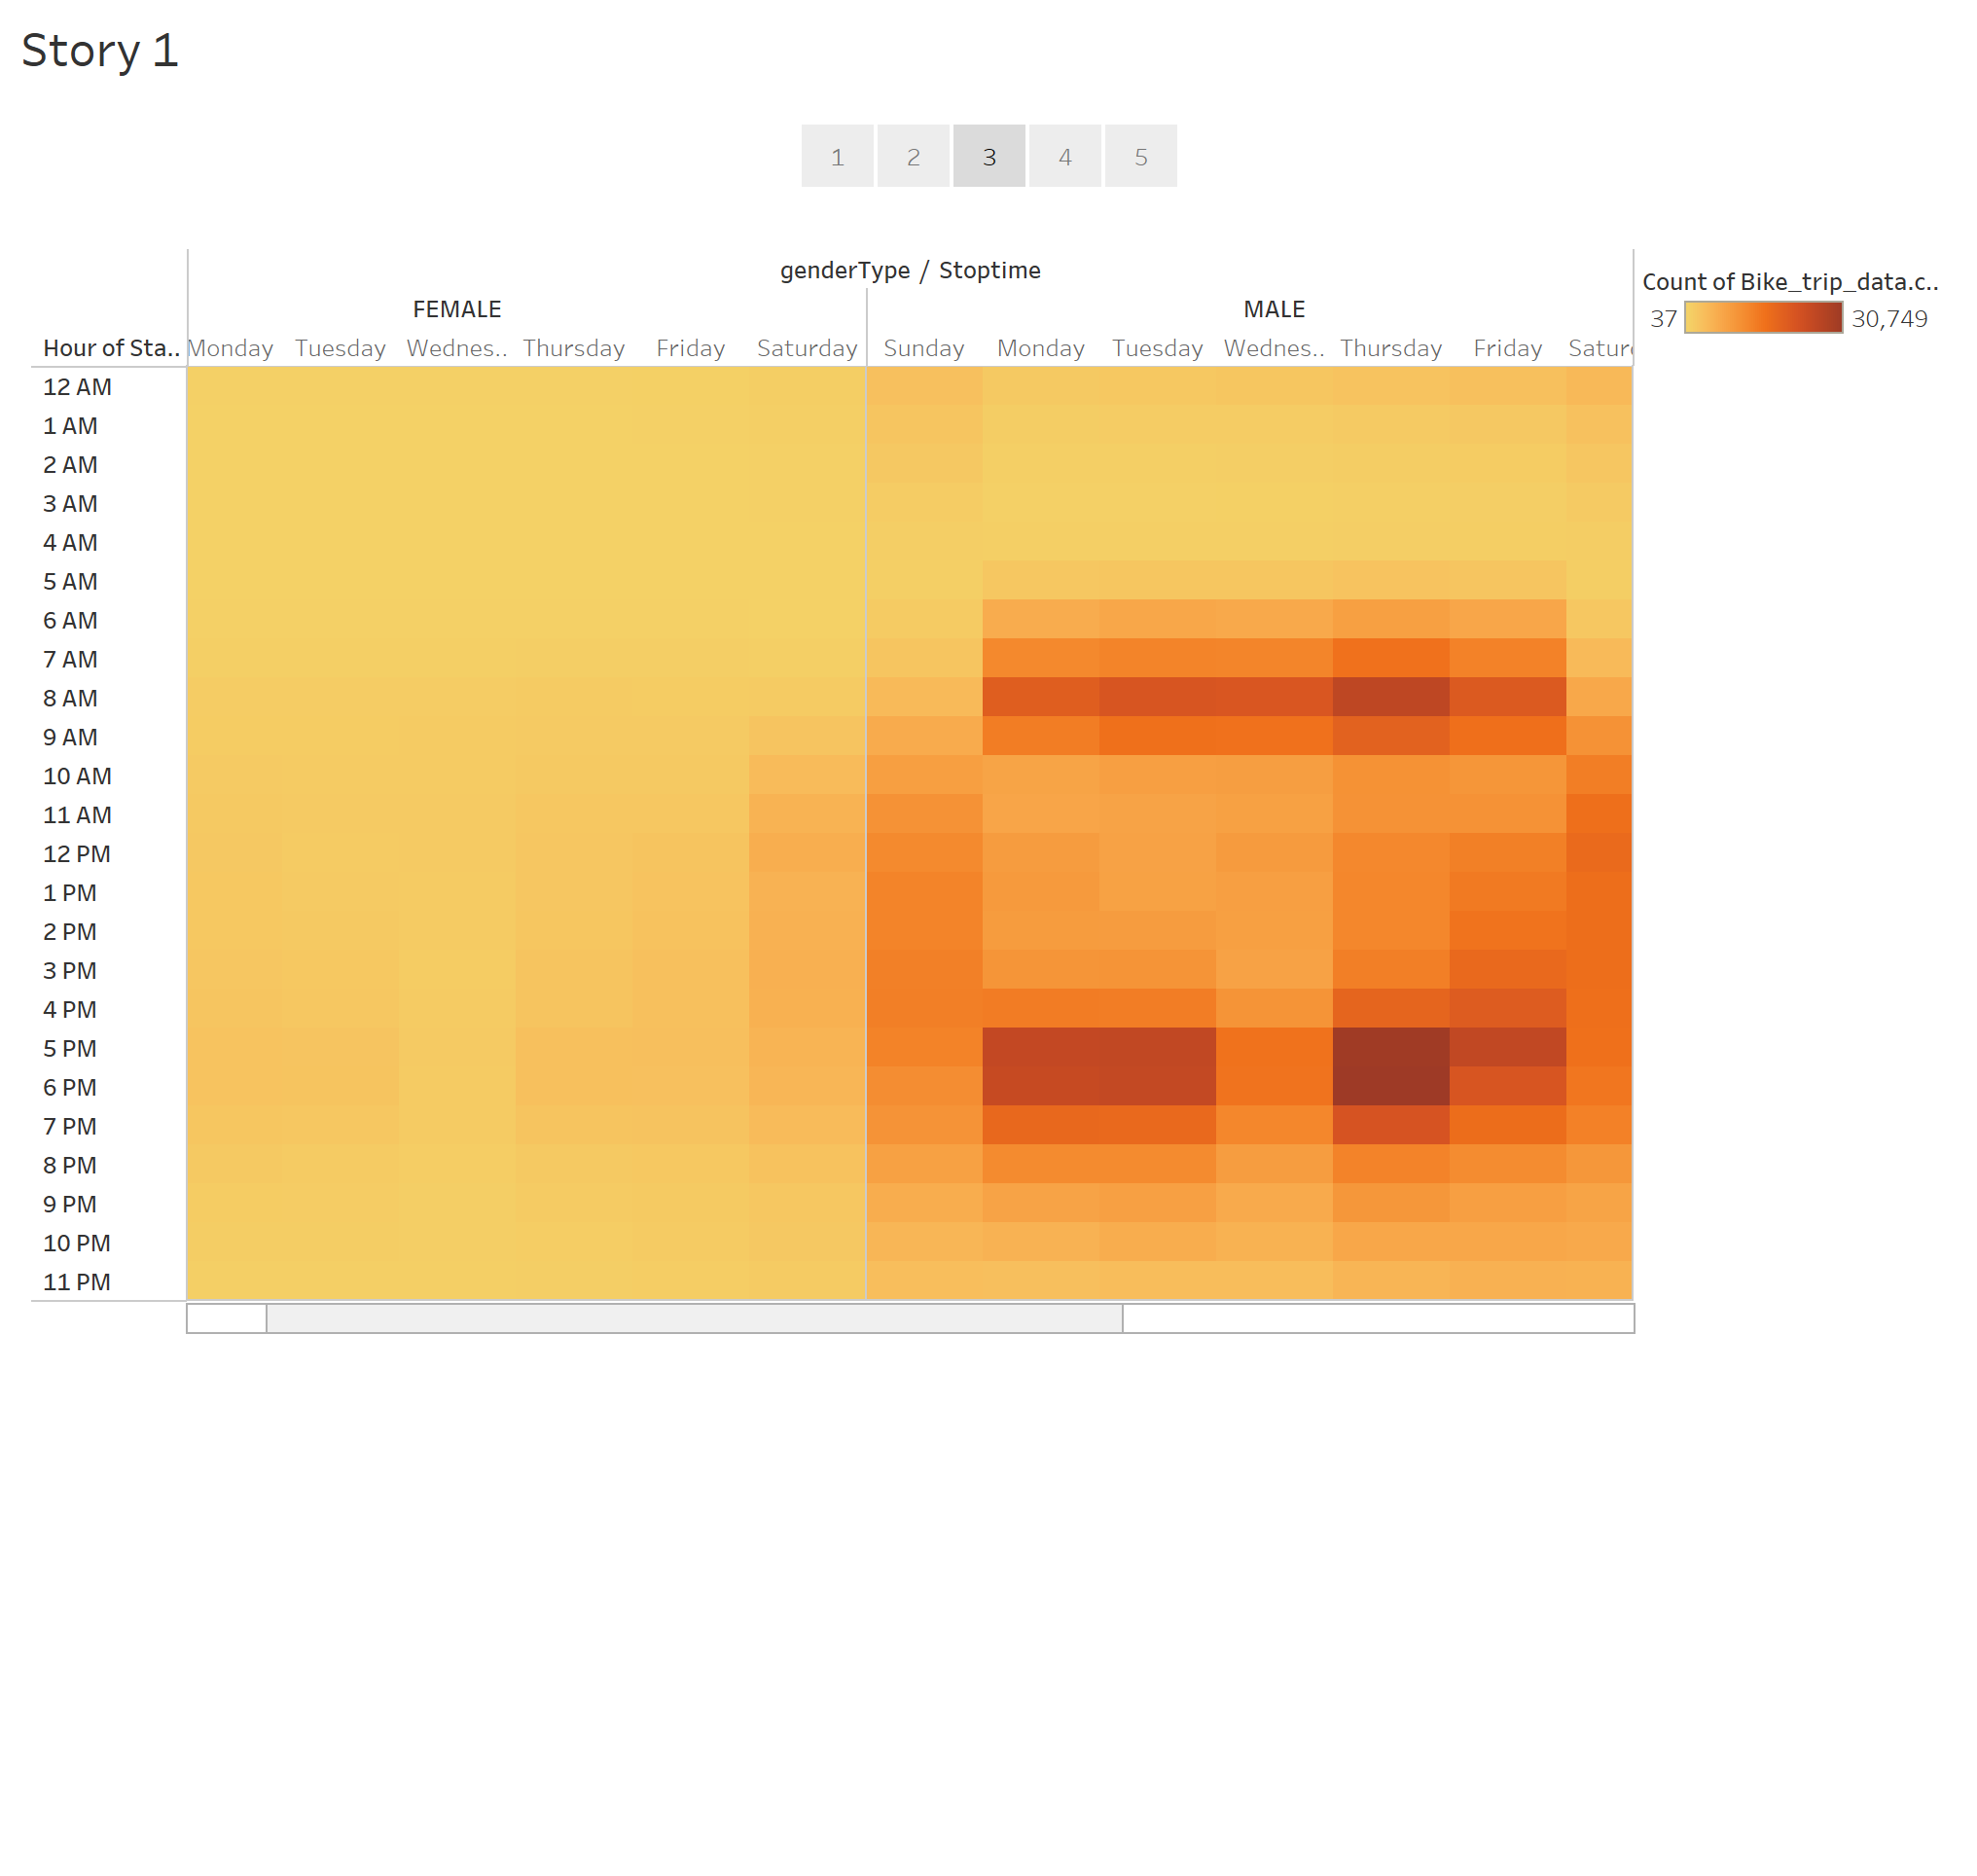 Story 1
1 2 3 4 5
genderType / Stoptime
Count of Bike_trip_data.c..
FEMALE MALE
37 30,749
Hour of Sta.. Monday Tuesday Wednes.. Thursday Friday Saturday Sunday Monday Tuesday Wednes.. Thursday Friday Satur
12 AM
1 AM
2 AM
3 AM
4 AM
5 AM
6 AM
7 AM
8 AM
9 AM
10 AM
11 AM
12 PM
1 PM
2 PM
3 PM
4 PM
5 PM
6 PM
7 PM
8 PM
9 PM
10 PM
11 PM